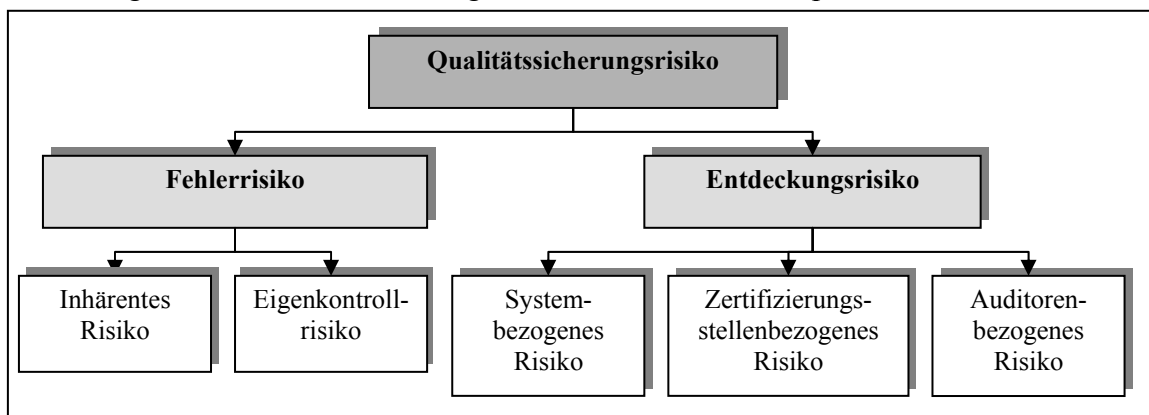 Qualitätssicherungsrisiko
Fehlerrisiko
Entdeckungsrisiko
Inhärentes
Risiko
Eigenkontroll-
risiko
System-
bezogenes
Risiko
Zertifizierungs-
stellenbezogenes
Risiko
Auditoren-
bezogenes
Risiko